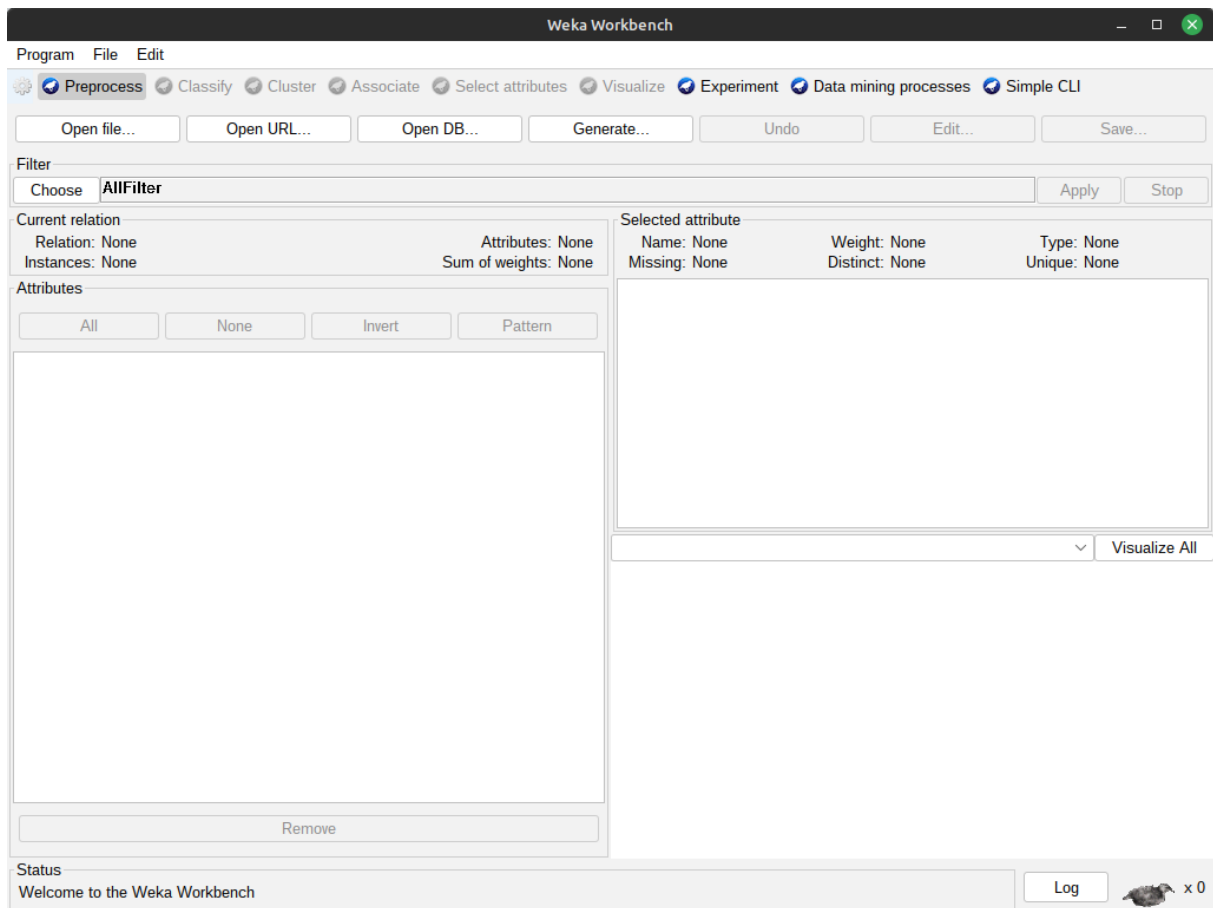 Weka Workbench
Program File Edit
Preprocess Classify Cluster Associate Select attributes Visualize Experiment Data mining processes Simple CLI
Open file... Open URL... Open DB... Generate... Undo Edit... Save...
Filter
Choose AllFilter Apply Stop
Current relation
Relation: None Attributes: None
Instances: None Sum of weights: None
Selected attribute
Name: None Weight: None Type: None
Missing: None Distinct: None Unique: None
Attributes
All None Invert Pattern
Visualize All
Remove
Status
Welcome to the Weka Workbench
Log x 0